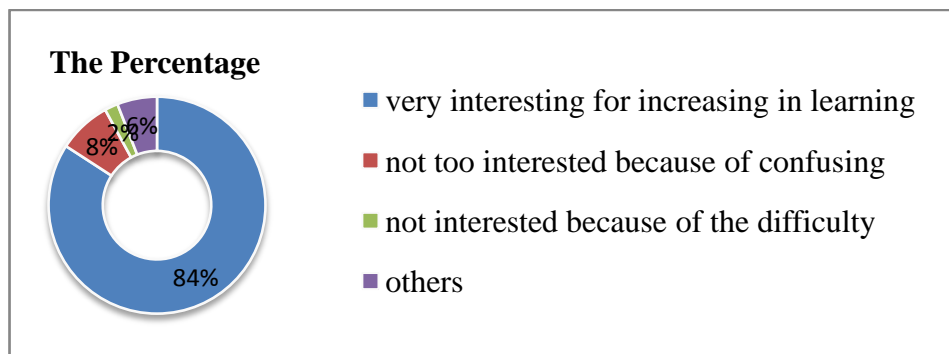 The Percentage
6%
2%
8%
84%
very interesting for increasing in learning
not too interested because of confusing
not interested because of the difficulty
others